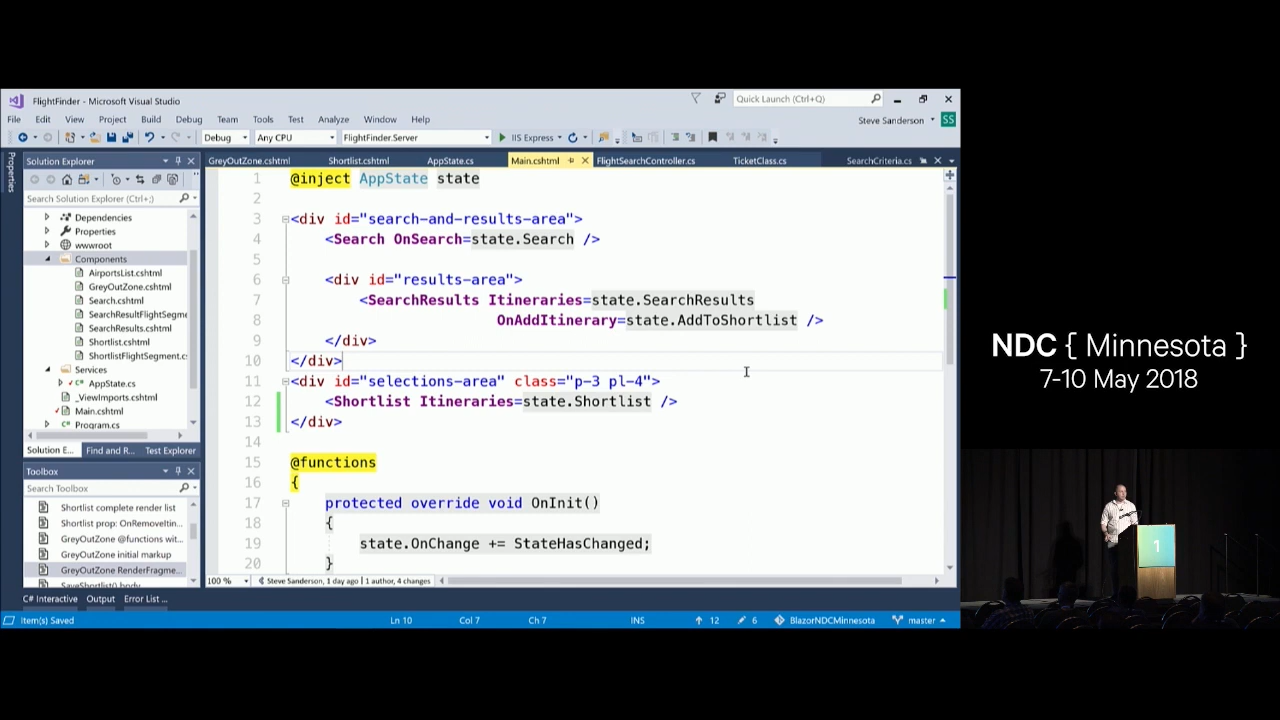 FlightFinder - Microsoft Visual Studio
Quick Launch (Ctrl+Q)
File Edit View Project Build Debug Team Tools Test Analyze Window Help
Steve Sanderson SS
Debug Any CPU FlightFinder.Server IIS Express
Properties
Solution Explorer
Search Solution Explorer (Ctrl+;)
Dependencies
Properties
wwwroot
Components
AirportsList.cshtml
GreyOutZone.cshtml
Search.cshtml
SearchResultFlightSegme
SearchResults.cshtml
Shortlist.cshtml
ShortlistFlightSegment.c
Services
AppState.cs
_ViewImports.cshtml
Main.cshtml
Program.cs
Solution E... Find and R... Test Explorer
Toolbox
Search Toolbox
Shortlist complete render list
Shortlist prop: OnRemoveItin...
GreyOutZone @functions wit...
GreyOutZone initial markup
GreyOutZone RenderFragme...
SaveShortlist() body
GreyOutZone.cshtml Shortlist.cshtml AppState.cs Main.cshtml FlightSearchController.cs TicketClass.cs SearchCriteria.cs
1 @inject AppState state
2
3 <div id="search-and-results-area">
4 <Search OnSearch=state.Search />
5
6 <div id="results-area">
7 <SearchResults Itineraries=state.SearchResults
8 OnAddItinerary=state.AddToShortlist />
9 </div>
10 </div>
11 <div id="selections-area" class="p-3 pl-4">
12 <Shortlist Itineraries=state.Shortlist />
13 </div>
14
15 @functions
16 {
17 protected override void OnInit()
18 {
19 state.OnChange += StateHasChanged;
20 }
100 % Steve Sanderson, 1 day ago | 1 author, 4 changes
C# Interactive Output Error List ...
Item(s) Saved Ln 10 Col 7 Ch 7 INS 12 6 BlazorNDCMinnesota master
NDC { Minnesota }
7-10 May 2018
1